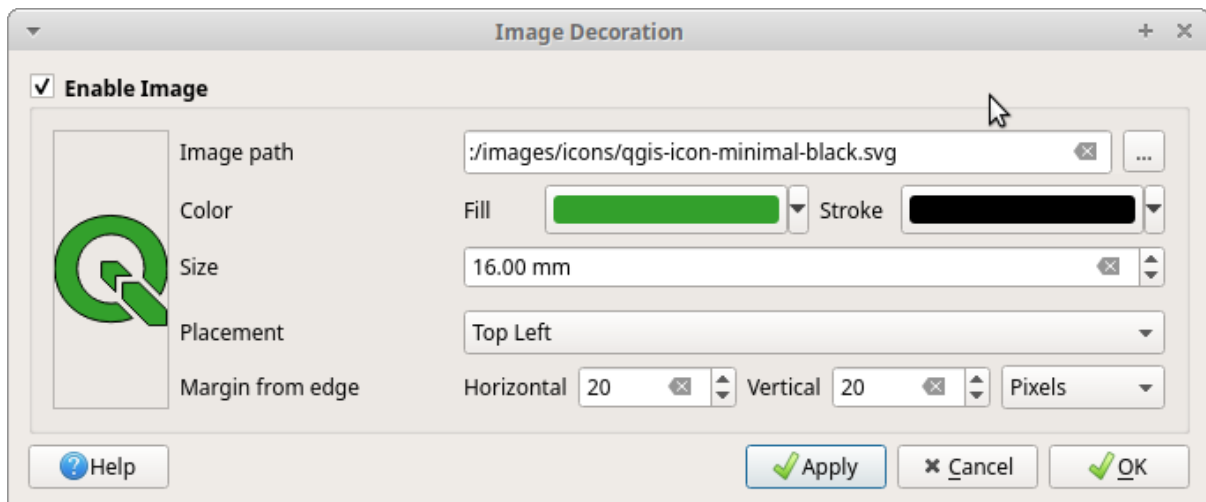 Image Decoration
Enable Image
Image path :/images/icons/qgis-icon-minimal-black.svg ...
Color Fill Stroke
Size 16.00 mm
Placement Top Left
Margin from edge Horizontal 20 Vertical 20 Pixels
Help Apply Cancel OK